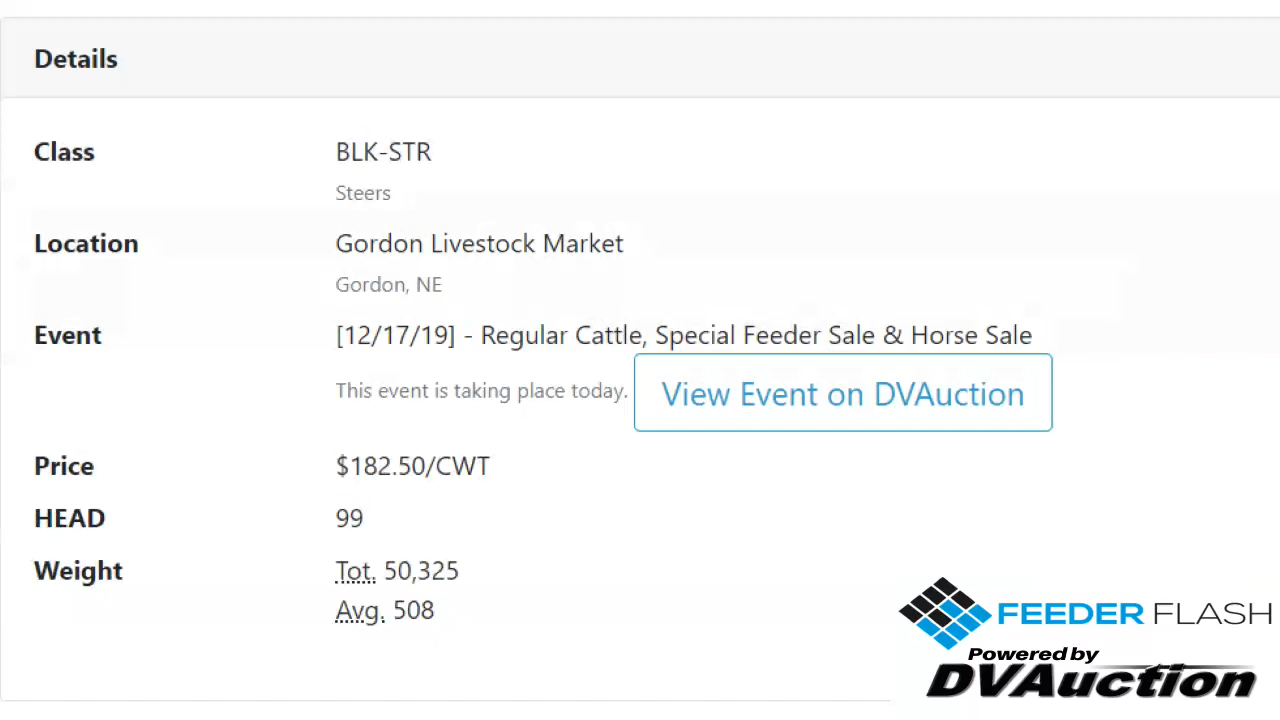 Details
Class BLK-STR
Steers
Location Gordon Livestock Market
Gordon, NE
Event [12/17/19] - Regular Cattle, Special Feeder Sale & Horse Sale
This event is taking place today. View Event on DVAuction
Price $182.50/CWT
HEAD 99
Weight Tot. 50,325
Avg. 508
FEEDER FLASH
Powered by
DVAuction